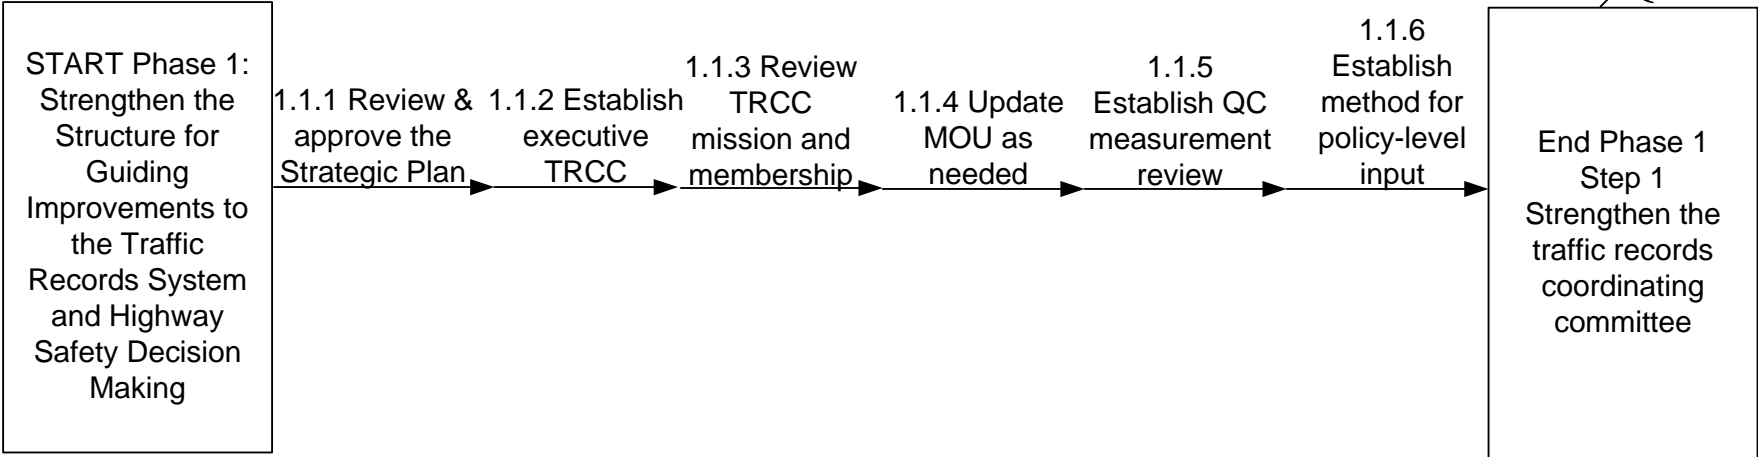 START Phase 1:
Strengthen the
Structure for
Guiding
Improvements to
the Traffic
Records System
and Highway
Safety Decision
Making
1.1.1 Review &
approve the
Strategic Plan
1.1.2 Establish
executive
TRCC
1.1.3 Review
TRCC
mission and
membership
1.1.4 Update
MOU as
needed
1.1.5
Establish QC
measurement
review
1.1.6
Establish
method for
policy-level
input
End Phase 1
Step 1
Strengthen the
traffic records
coordinating
committee